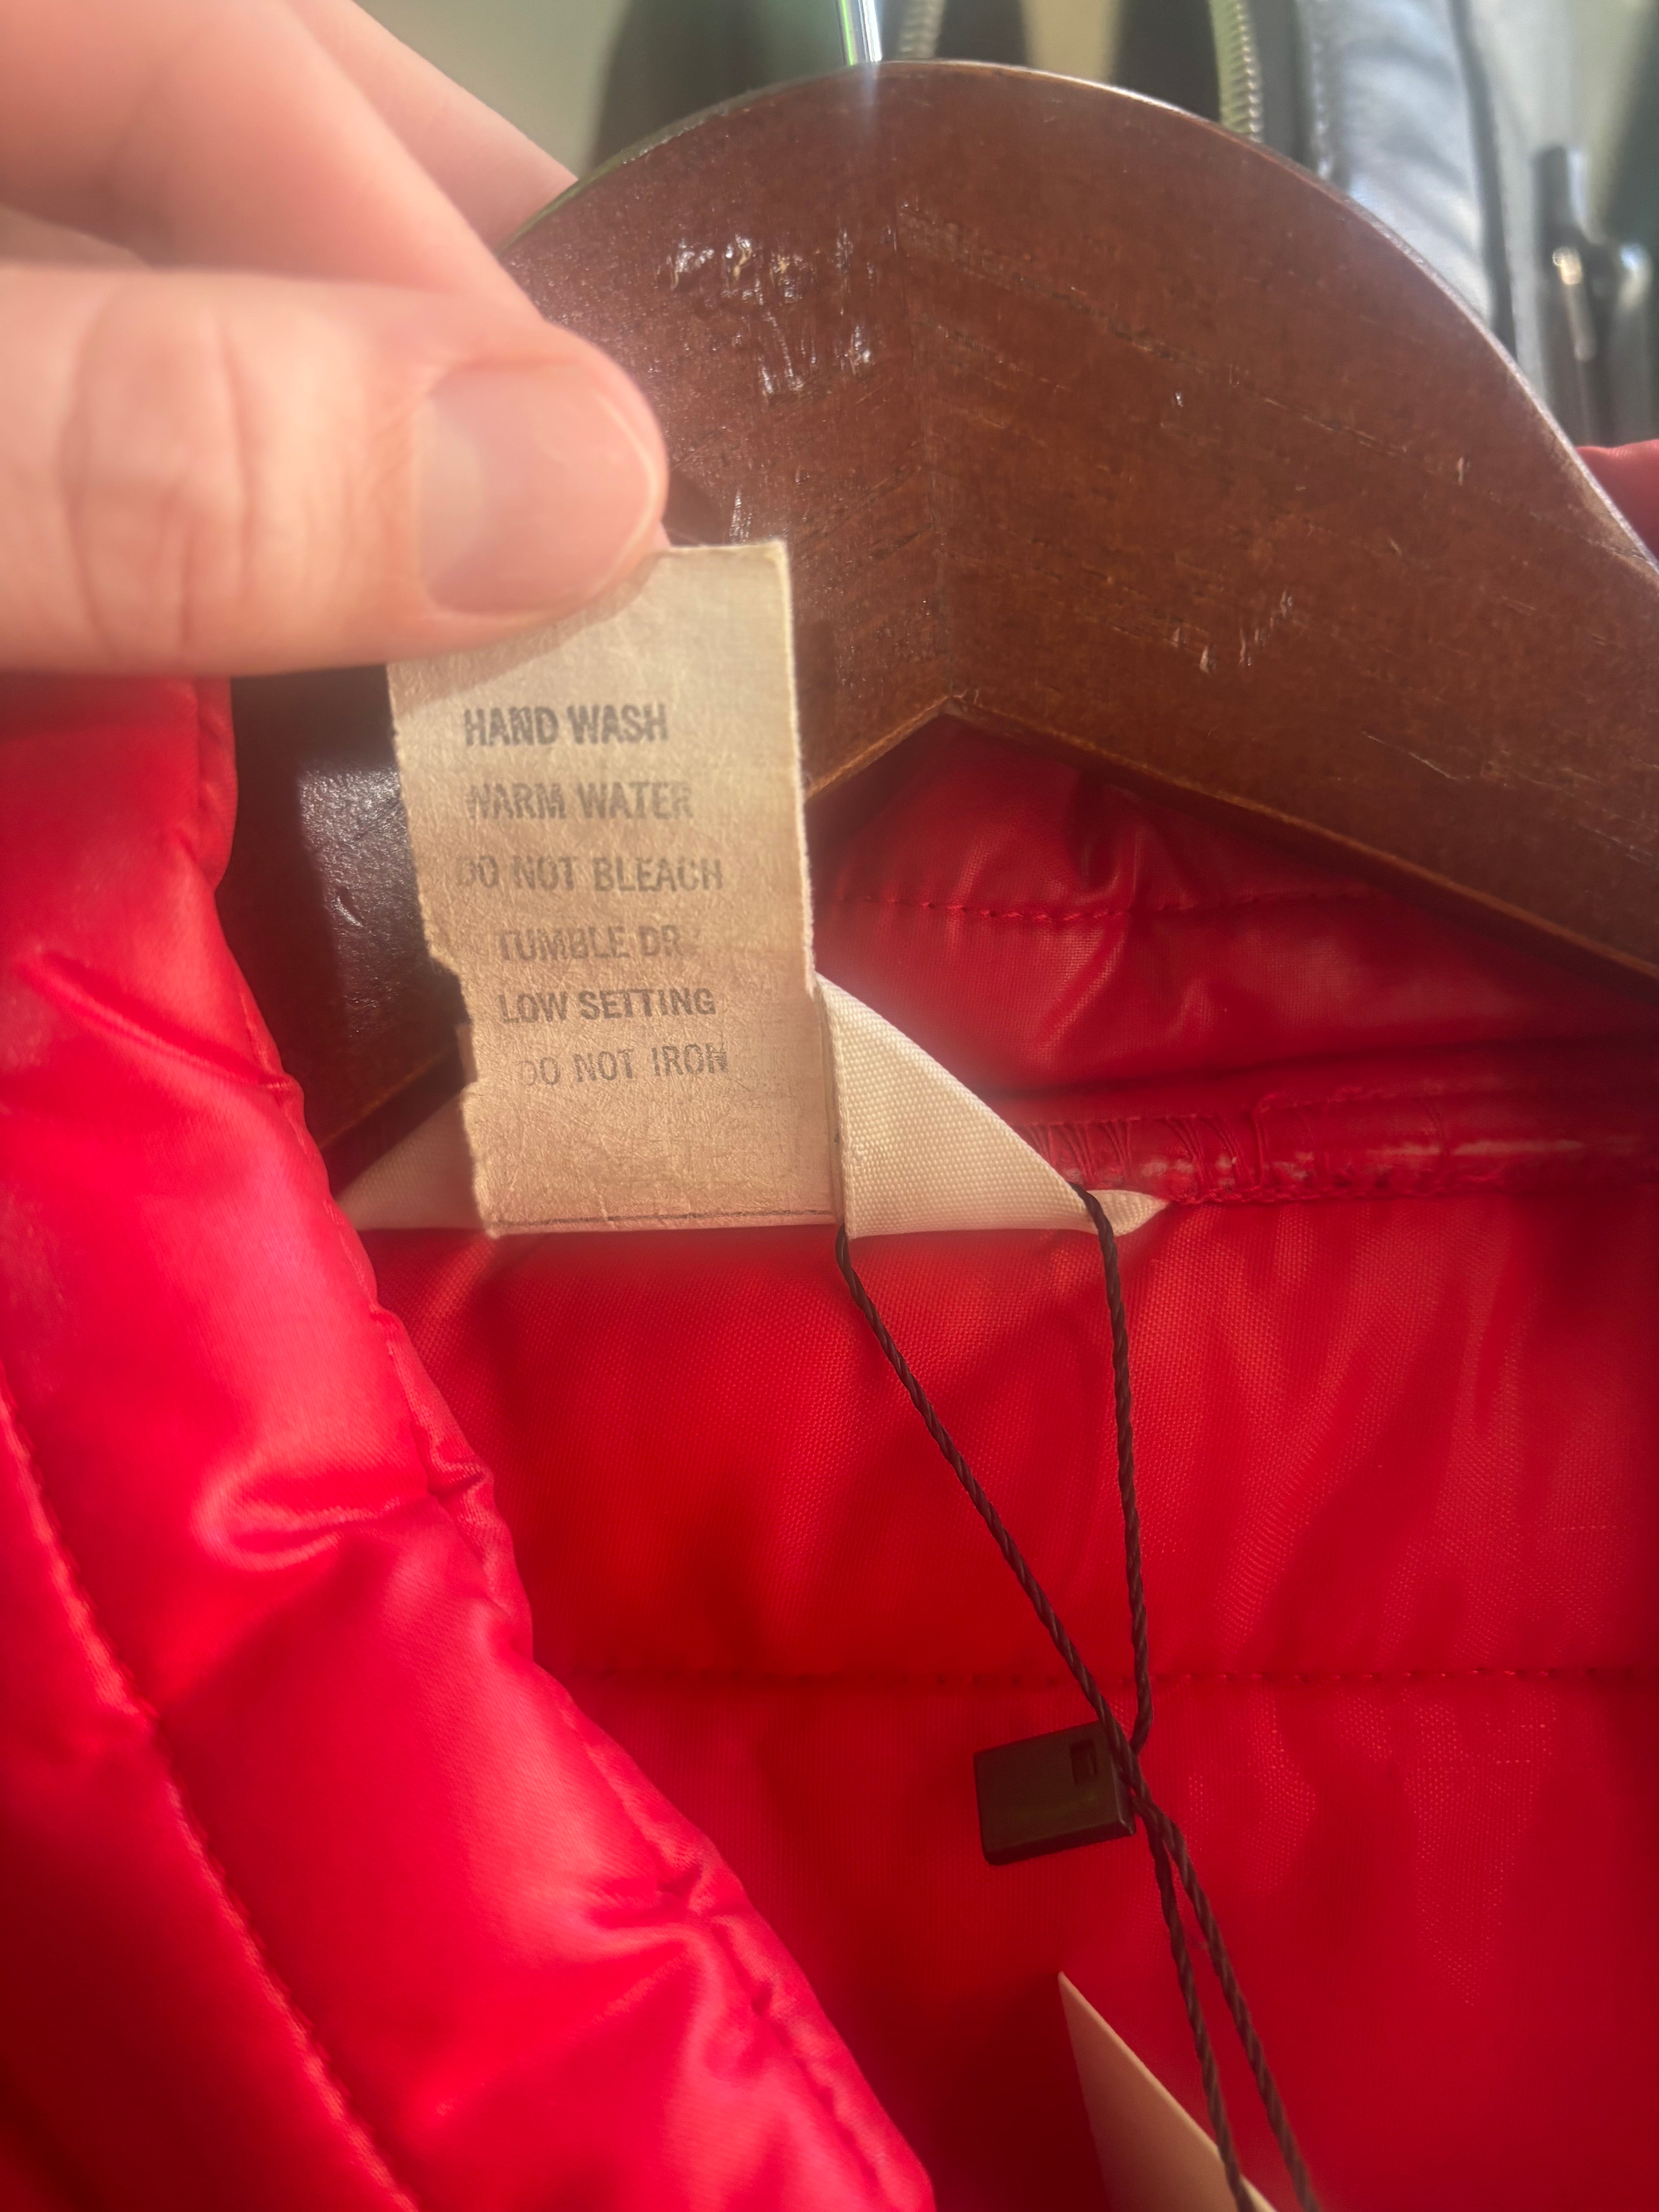 HAND WASH
WARM WATER
DO NOT BLEACH
TUMBLE DR
LOW SETTING
DO NOT IRON